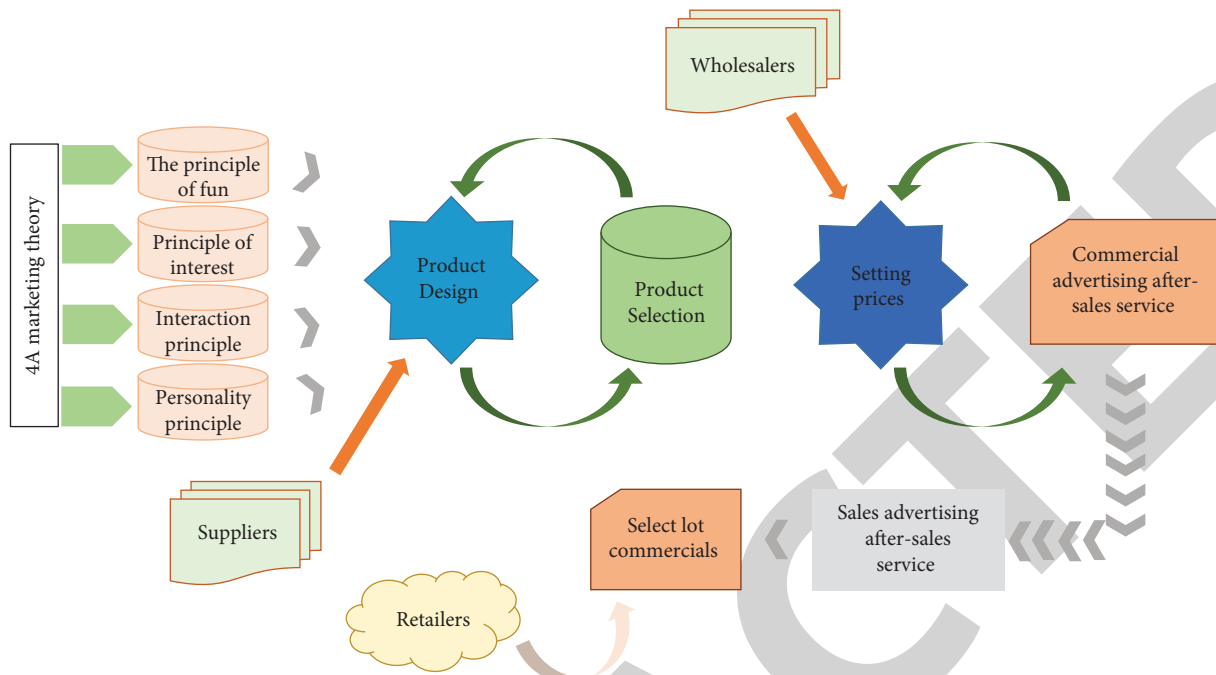 4A marketing theory
The principle
of fun
Principle of
interest
Interaction
principle
Personality
principle
Suppliers
Product
Design
Product
Selection
Wholesalers
Setting
prices
Commercial
advertising after-
sales service
Sales advertising
after-sales
service
Select lot
commercials
Retailers